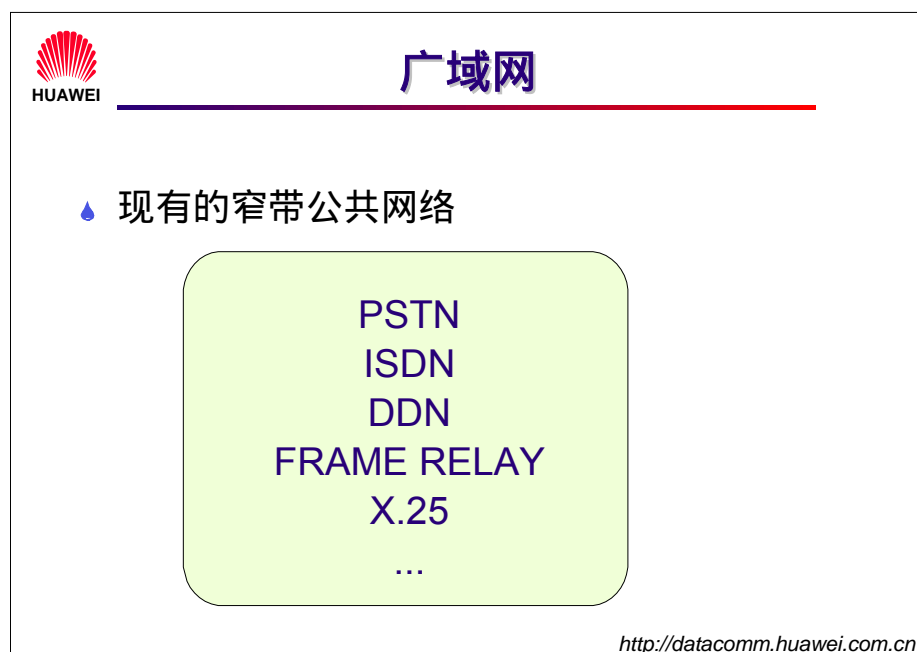 广域网
HUAWEI
现有的窄带公共网络
PSTN
ISDN
DDN
FRAME RELAY
X.25
...
http://datacomm.huawei.com.cn